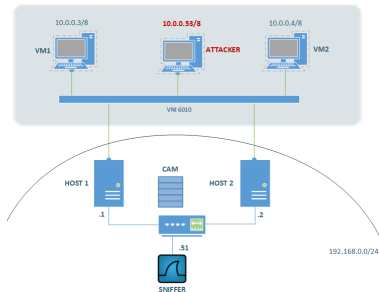 10.0.0.3/8
10.0.0.53/8
10.0.0.4/8
VM1
ATTACKER
VM2
VNI 6010
HOST 1
CAM
HOST 2
.1
.2
.51
192.168.0.0/24
SNIFFER